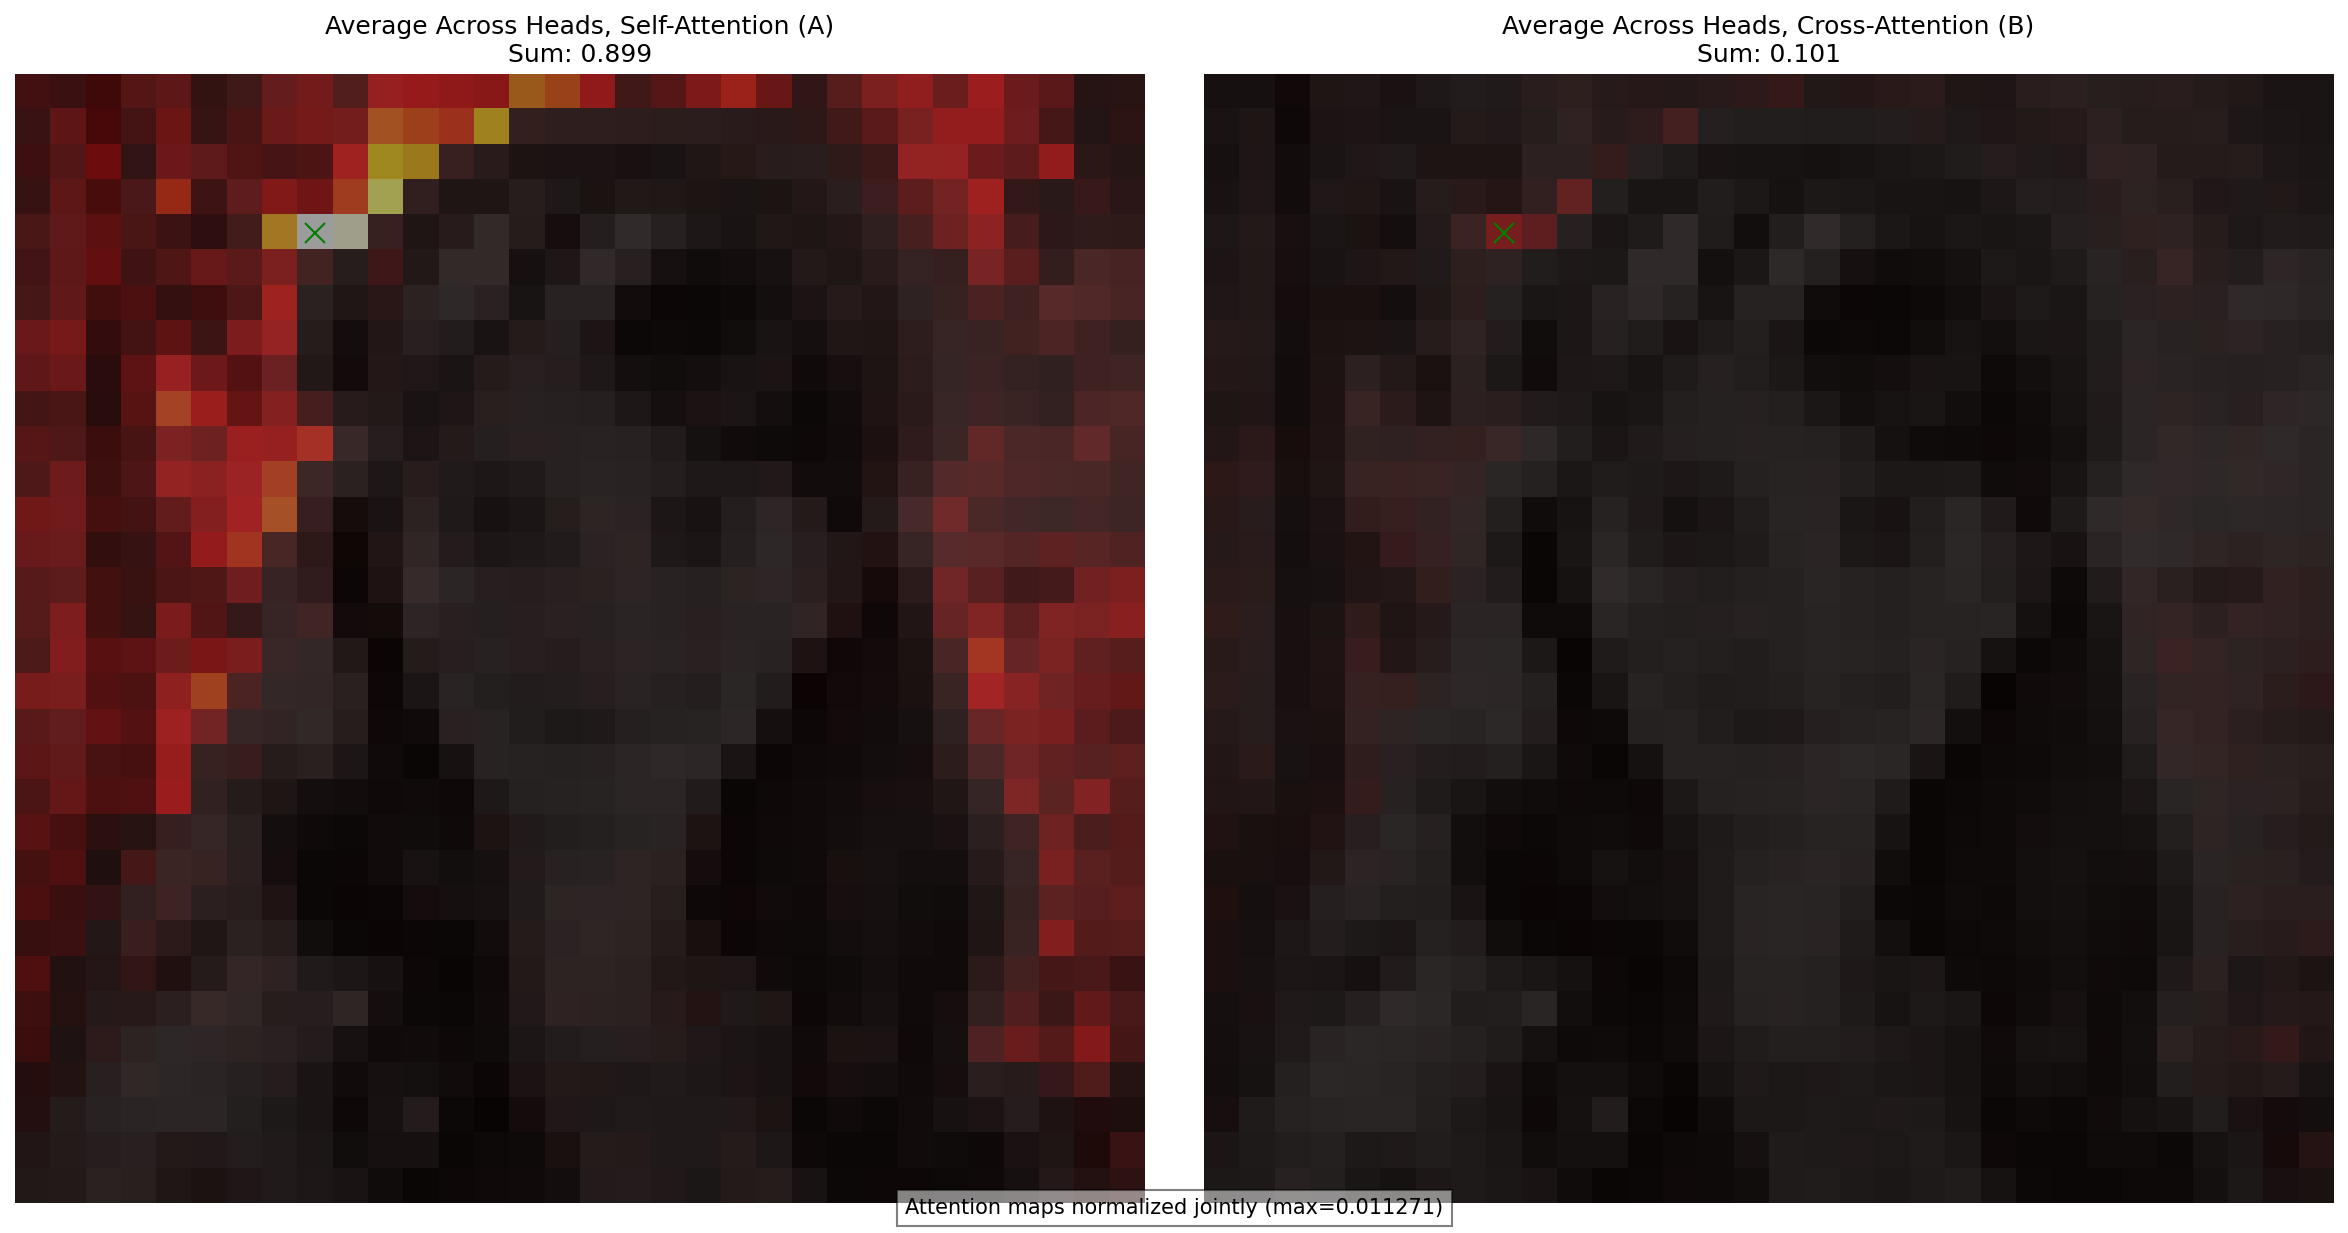 Average Across Heads, Self-Attention (A)
Sum: 0.899
Average Across Heads, Cross-Attention (B)
Sum: 0.101
Attention maps normalized jointly (max=0.011271)